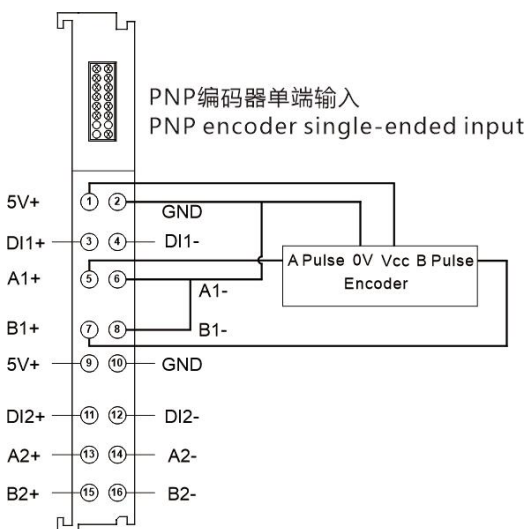 PNP编码器单端输入
PNP encoder single-ended input
5V+ 1 2 GND
DI1+ 3 4 DI1-
A Pulse 0V Vcc B Pulse
Encoder
A1+ 5 6 A1-
B1+ 7 8 B1-
5V+ 9 10 GND
DI2+ 11 12 DI2-
A2+ 13 14 A2-
B2+ 15 16 B2-